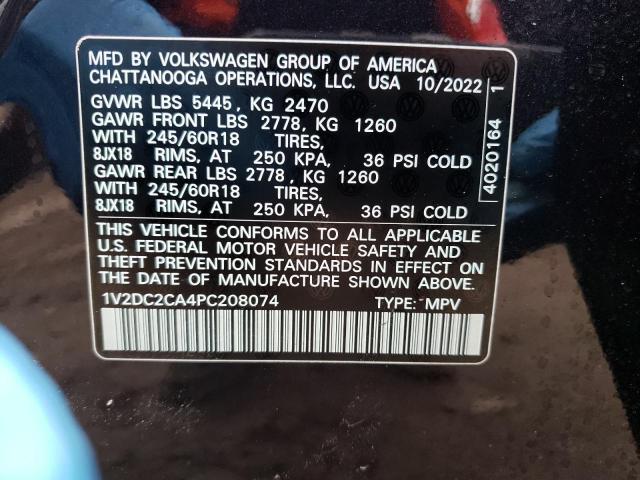 MFD BY VOLKSWAGEN GROUP OF AMERICA
CHATTANOOGA OPERATIONS, LLC. USA 10/2022
GVWR LBS 5445, KG 2470
GAWR FRONT LBS 2778, KG 1260
WITH 245/60R18 TIRES,
8JX18 RIMS, AT 250 KPA, 36 PSI COLD
GAWR REAR LBS 2778, KG 1260
WITH 245/60R18 TIRES,
8JX18 RIMS, AT 250 KPA, 36 PSI COLD
THIS VEHICLE CONFORMS TO ALL APPLICABLE
U.S. FEDERAL MOTOR VEHICLE SAFETY AND
THEFT PREVENTION STANDARDS IN EFFECT ON
THE DATE OF MANUFACTURE SHOWN ABOVE.
1V2DC2CA4PC208074 TYPE: MPV
4020164 1